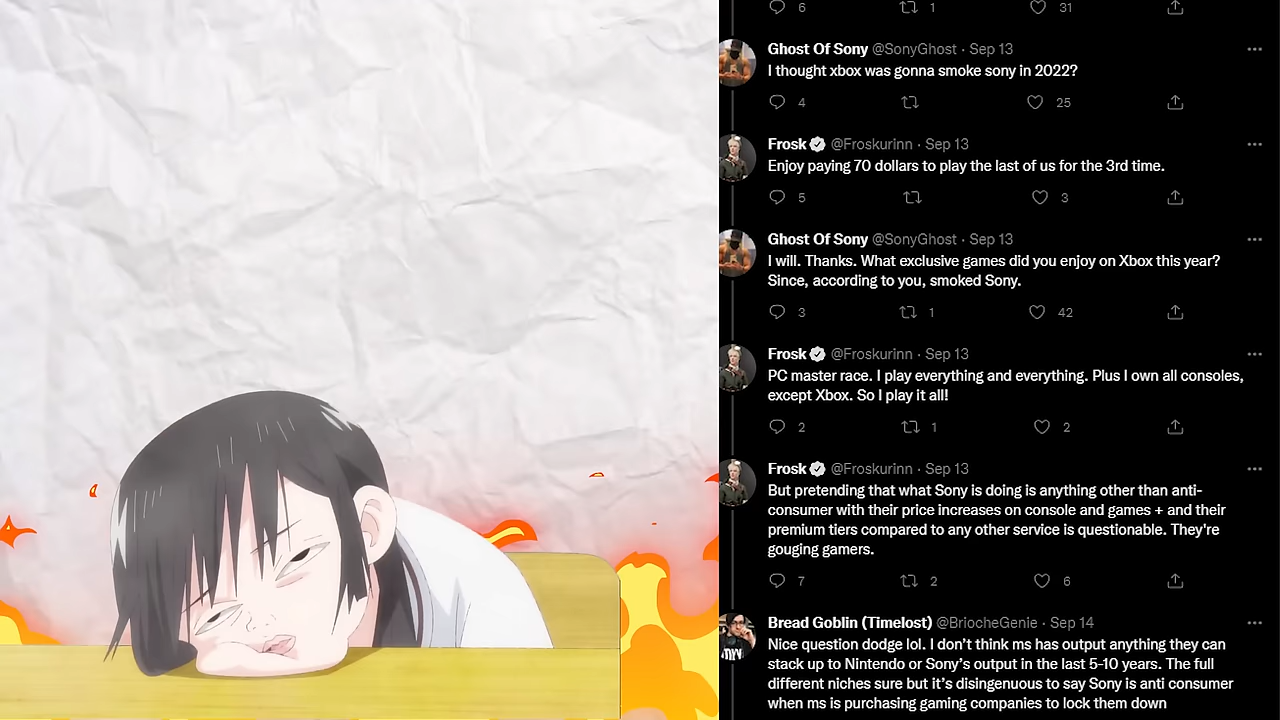 6 1 31
Ghost Of Sony @SonyGhost · Sep 13
I thought xbox was gonna smoke sony in 2022?
4 25
Frosk @Froskurinn · Sep 13
Enjoy paying 70 dollars to play the last of us for the 3rd time.
5 3
Ghost Of Sony @SonyGhost · Sep 13
I will. Thanks. What exclusive games did you enjoy on Xbox this year?
Since, according to you, smoked Sony.
3 1 42
Frosk @Froskurinn · Sep 13
PC master race. I play everything and everything. Plus I own all consoles,
except Xbox. So I play it all!
2 1 2
Frosk @Froskurinn · Sep 13
But pretending that what Sony is doing is anything other than anti-
consumer with their price increases on console and games + and their
premium tiers compared to any other service is questionable. They're
gouging gamers.
7 2 6
Bread Goblin (Timelost) @BriocheGenie · Sep 14
Nice question dodge lol. I don't think ms has output anything they can
stack up to Nintendo or Sony's output in the last 5-10 years. The full
different niches sure but it's disingenuous to say Sony is anti consumer
when ms is purchasing gaming companies to lock them down